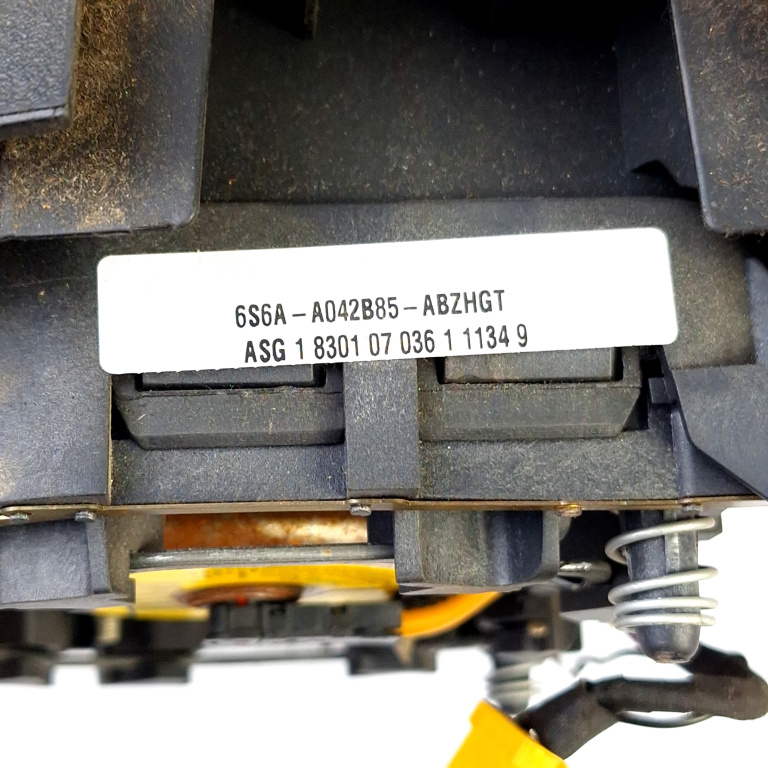 6S6A-A042B85-ABZHGT
ASG 1 8301 07 036 1 1134 9